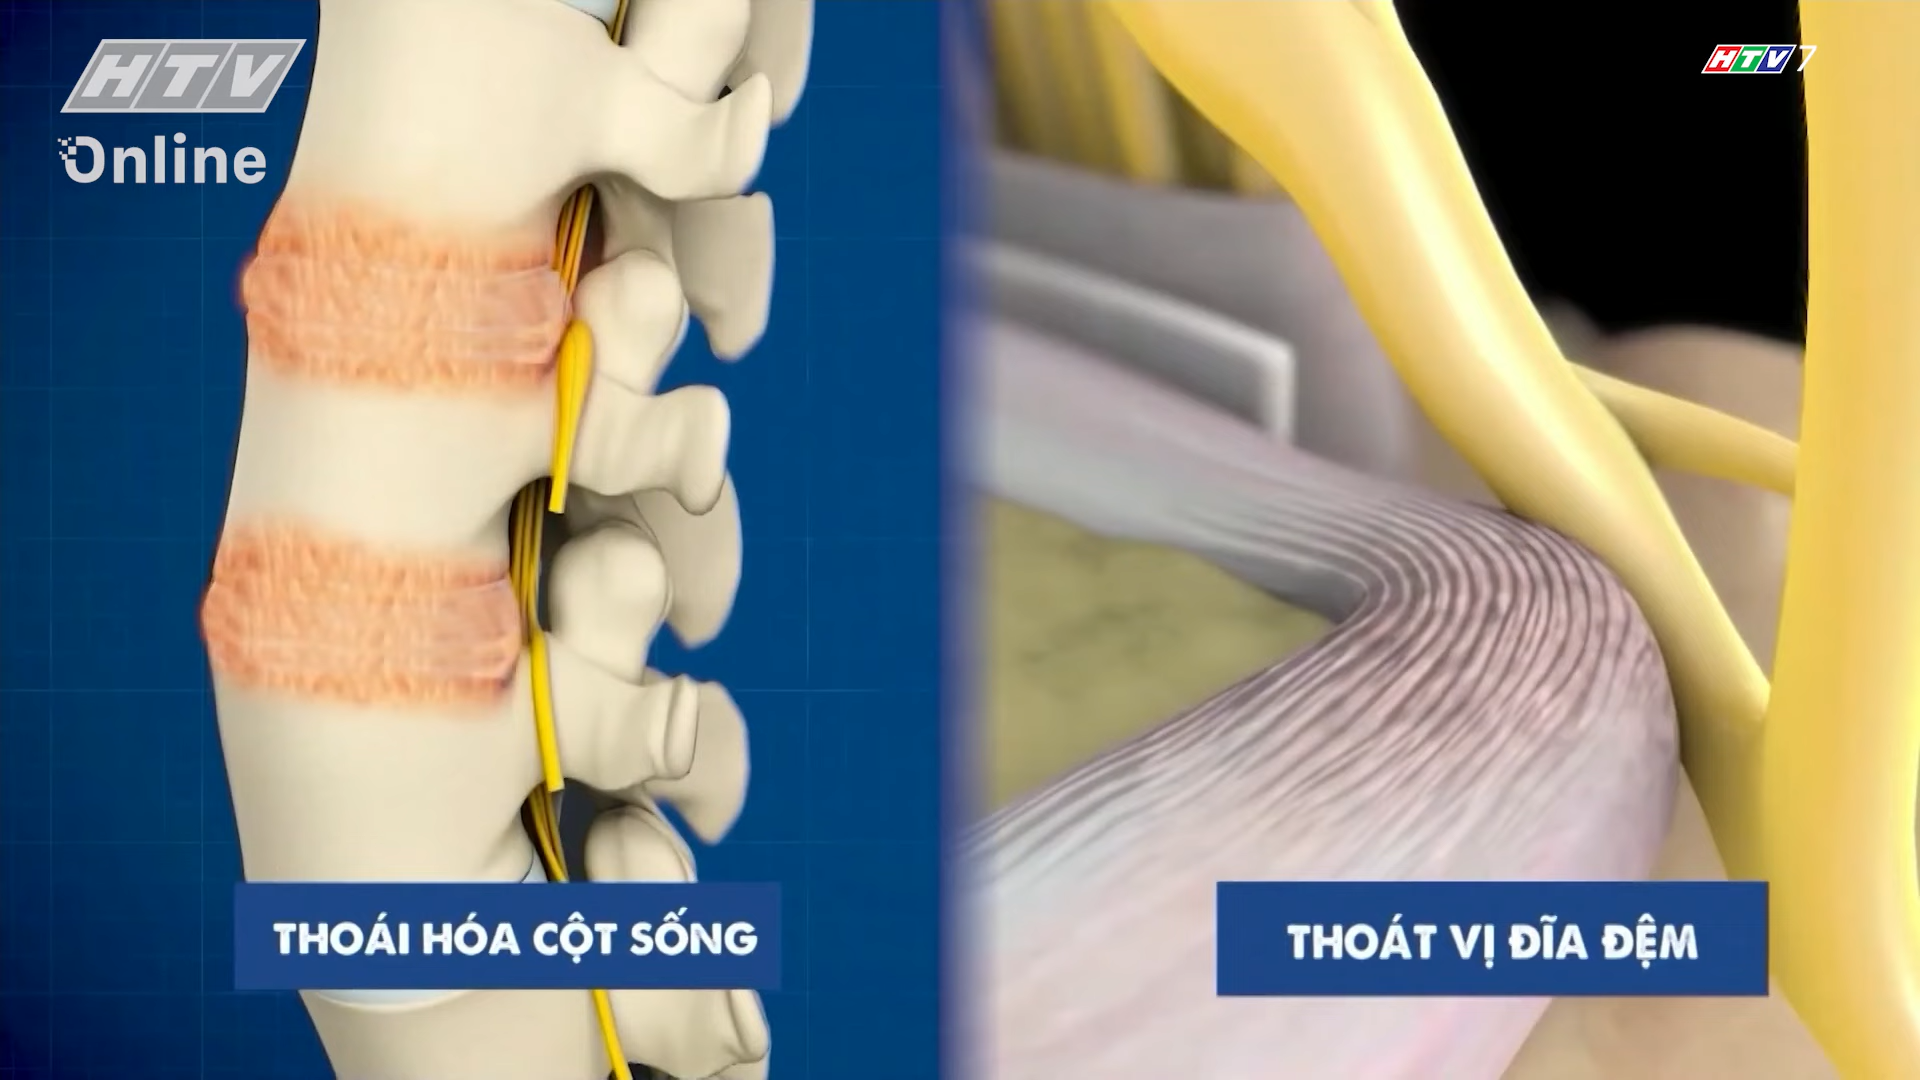 HTV
Online
HTV7
THOÁI HÓA CỘT SỐNG
THOÁT VỊ ĐĨA ĐỆM